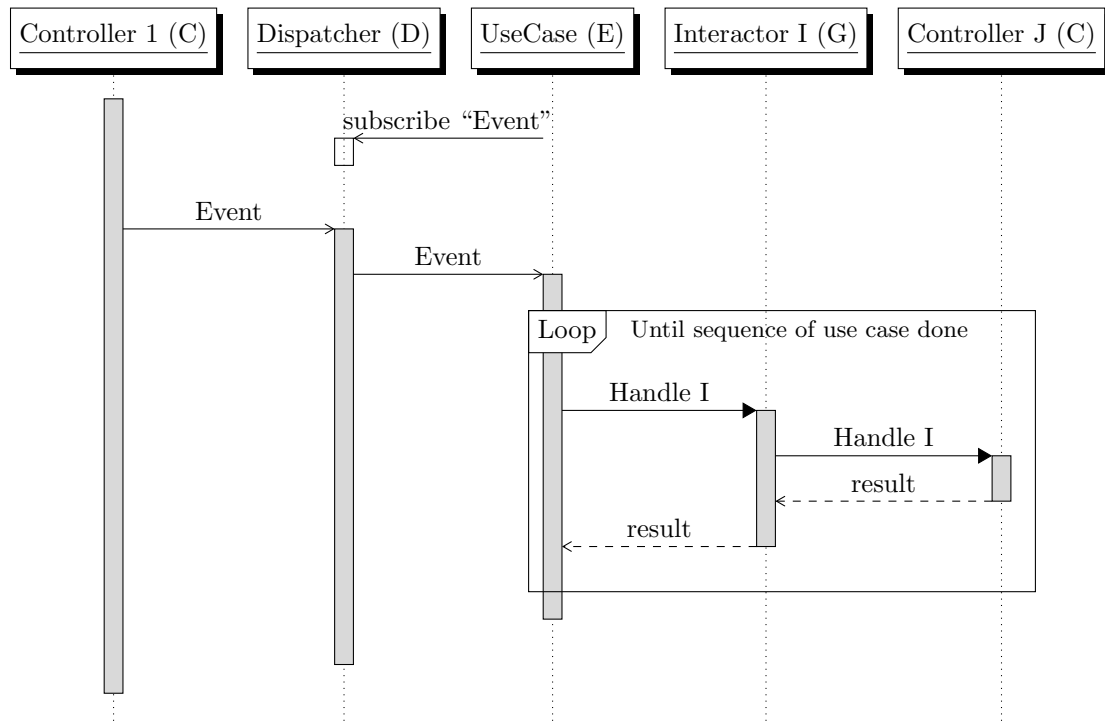 Controller 1 (C)
Dispatcher (D)
UseCase (E)
Interactor I (G)
Controller J (C)
subscribe “Event”
Event
Event
Loop
Until sequence of use case done
Handle I
Handle I
result
result